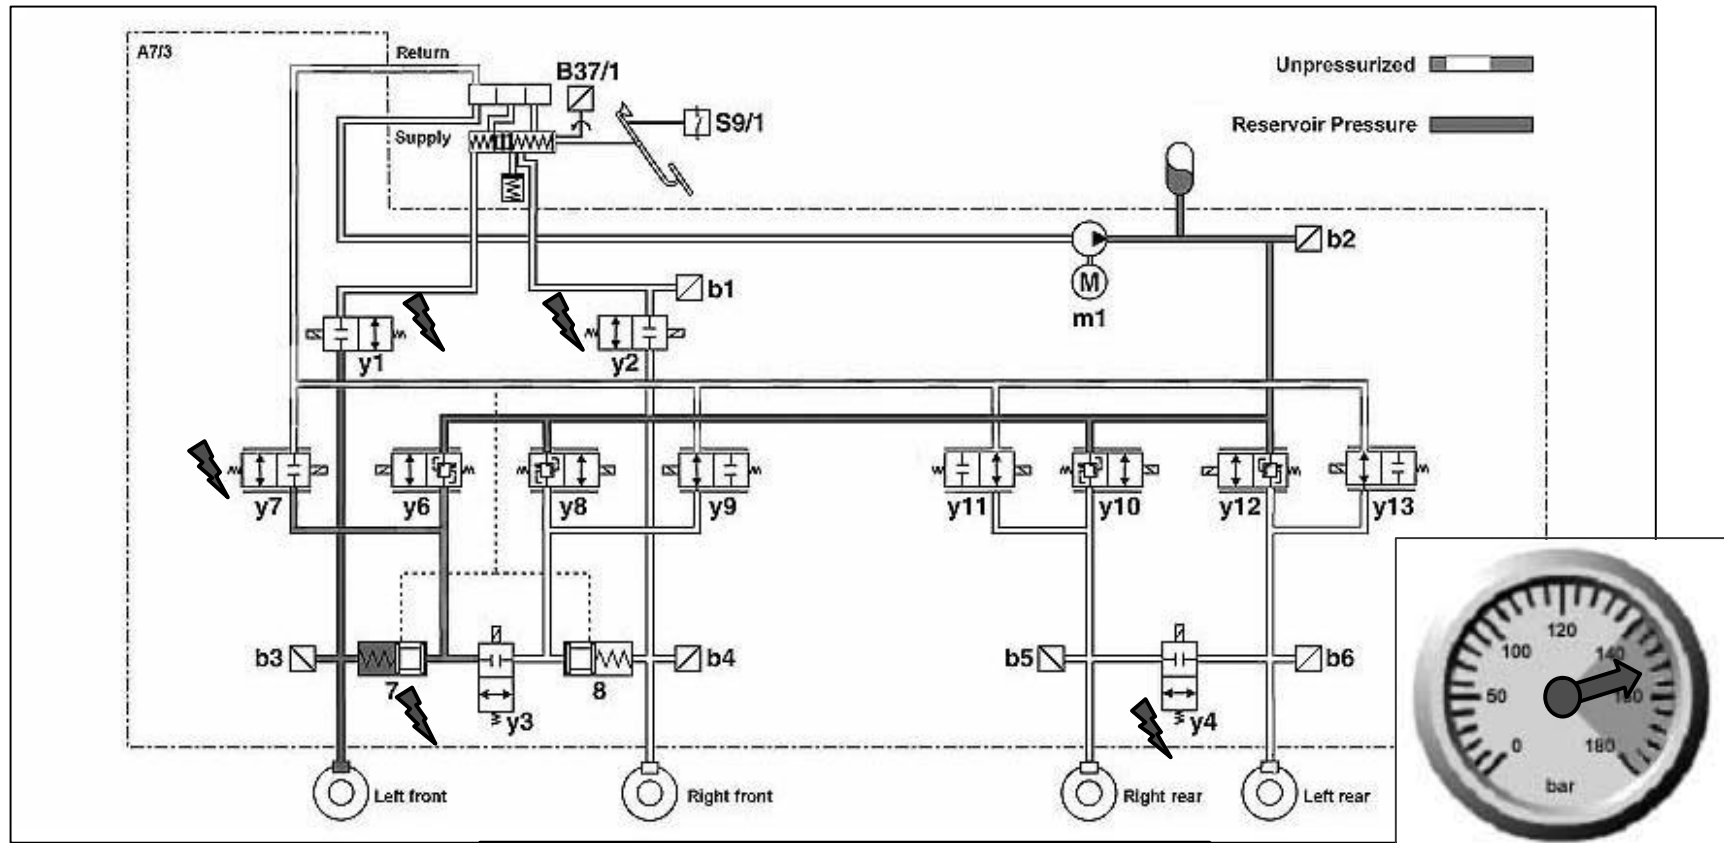 A7/3
Return
B37/1
Unpressurized
Supply
S9/1
Reservoir Pressure
b2
M
m1
b1
y1
y2
y7
y6
y8
y9
y11
y10
y12
y13
b3
7
y3
8
b4
b5
y4
b6
Left front
Right front
Right rear
Left rear
120
100
140
50
160
0
180
bar